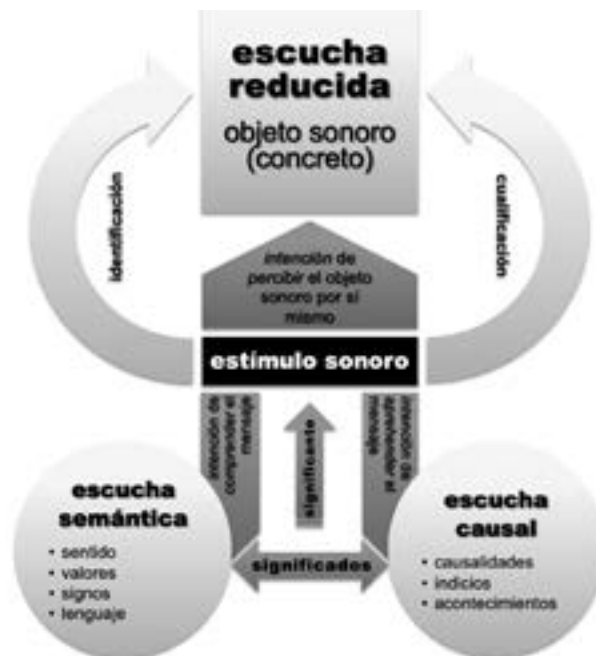 escucha
reducida
objeto sonoro
(concreto)
identificación
cualificación
intención de
percibir el objeto
sonoro por sí
mismo
estímulo sonoro
intención de
comprender el
mensaje
significante
intención de
aprehender el
mensaje
escucha
semántica
• sentido
• valores
• signos
• lenguaje
significados
escucha
causal
• causalidades
• indicios
• acontecimientos